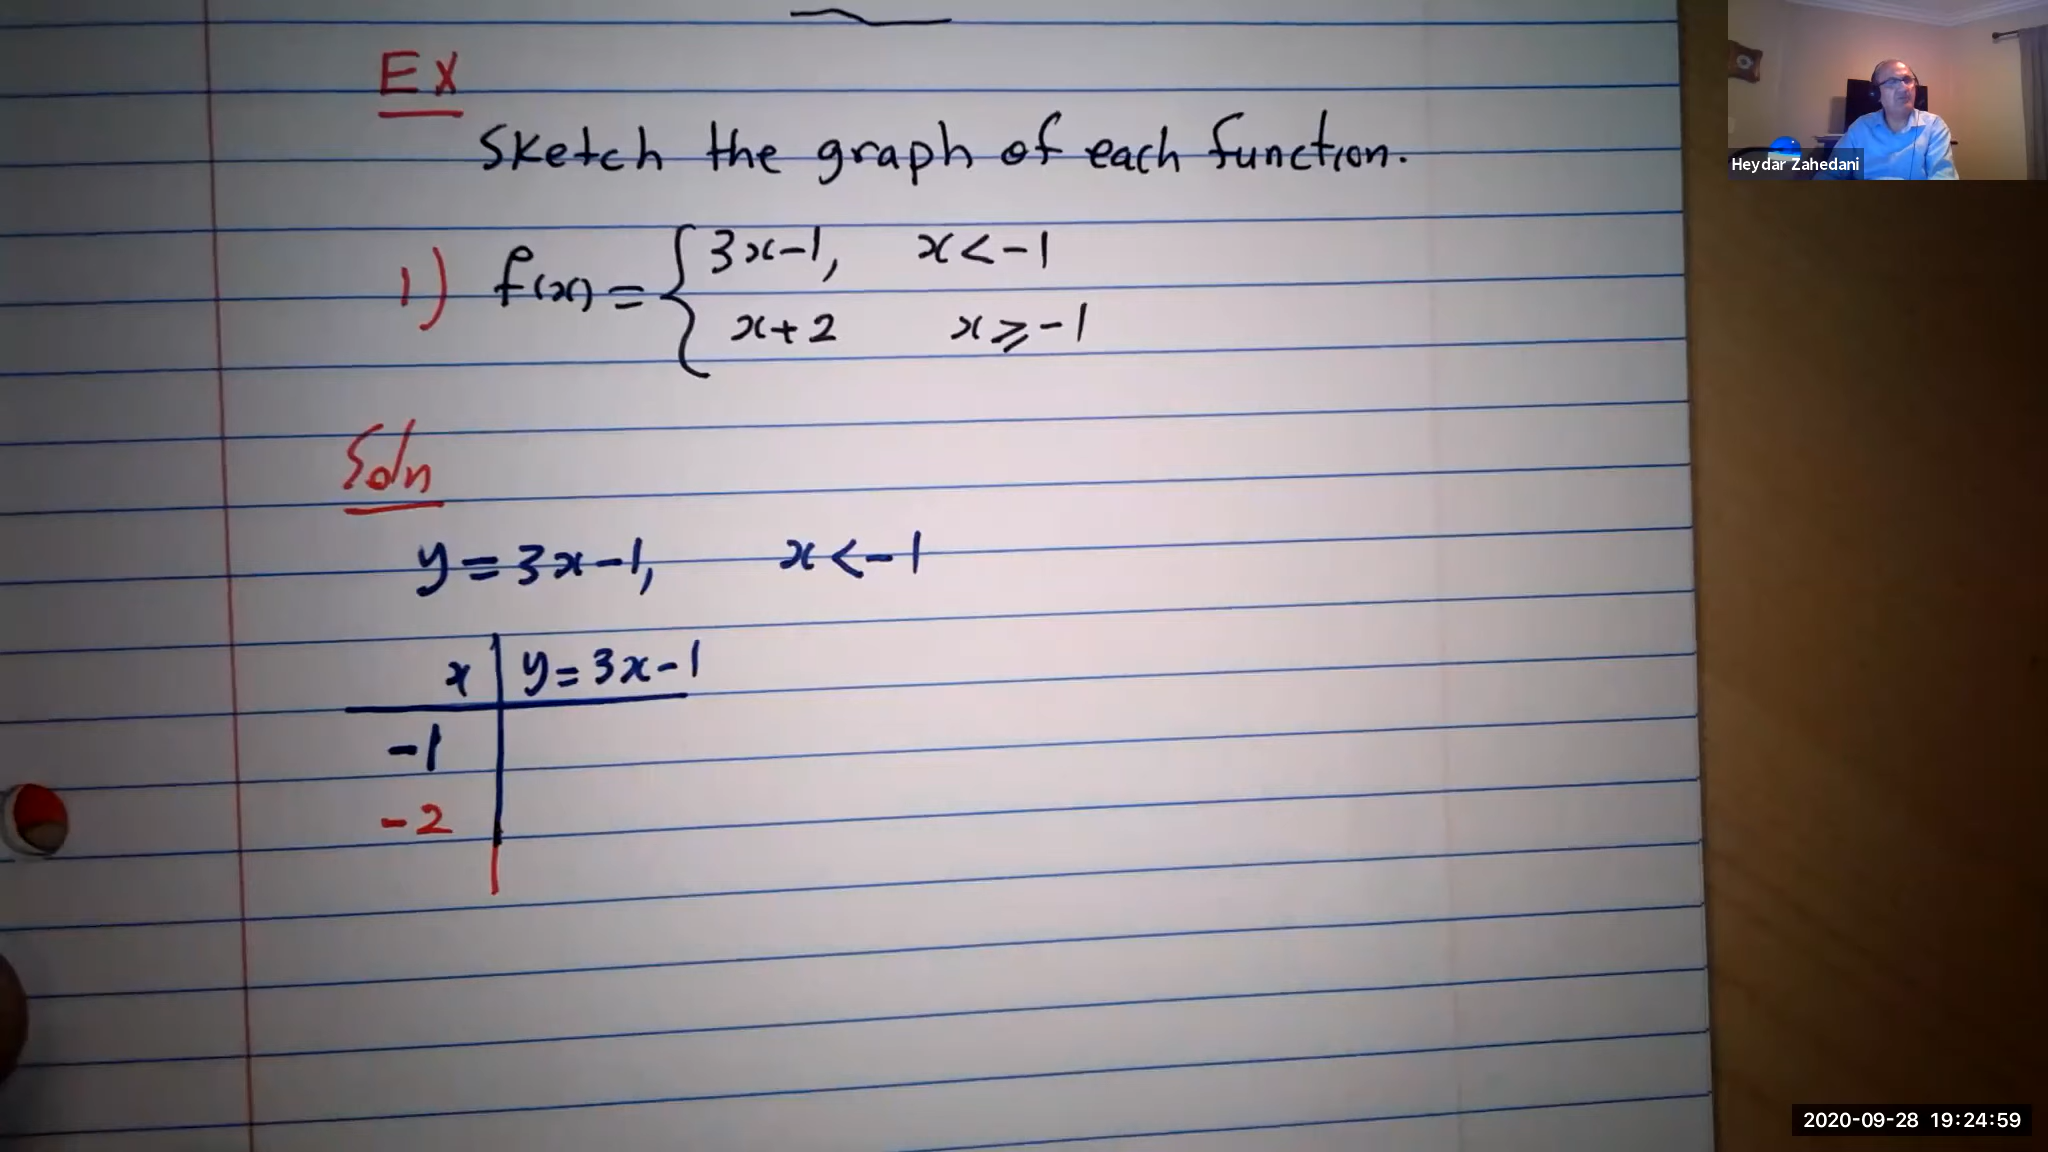 EX
Sketch the graph of each function.
1) f(x) = { 3x-1, x < -1
x+2 x ⩾ -1
Soln
y = 3x-1, x < -1
x | y = 3x-1
-1
-2
Heydar Zahedani
2020-09-28 19:24:59